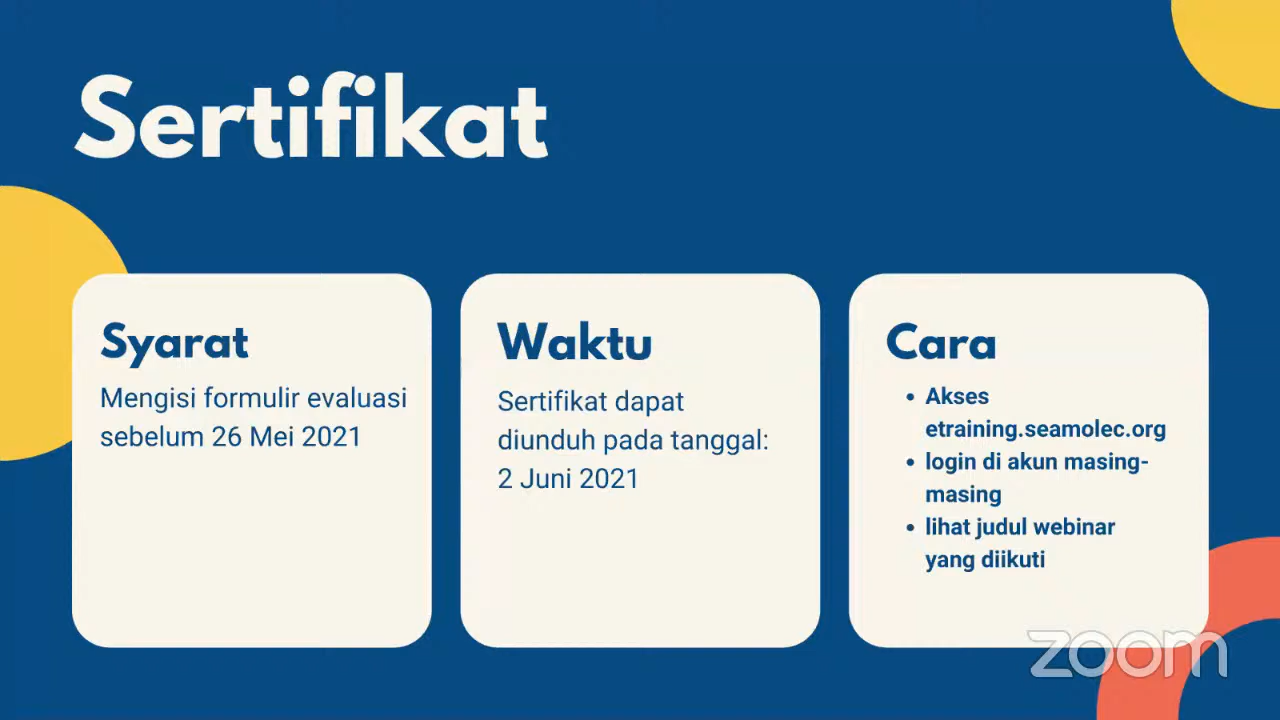 Sertifikat
Syarat
Mengisi formulir evaluasi
sebelum 26 Mei 2021
Waktu
Sertifikat dapat
diunduh pada tanggal:
2 Juni 2021
Cara
• Akses
etraining.seamolec.org
• login di akun masing-
masing
• lihat judul webinar
yang diikuti
zoom